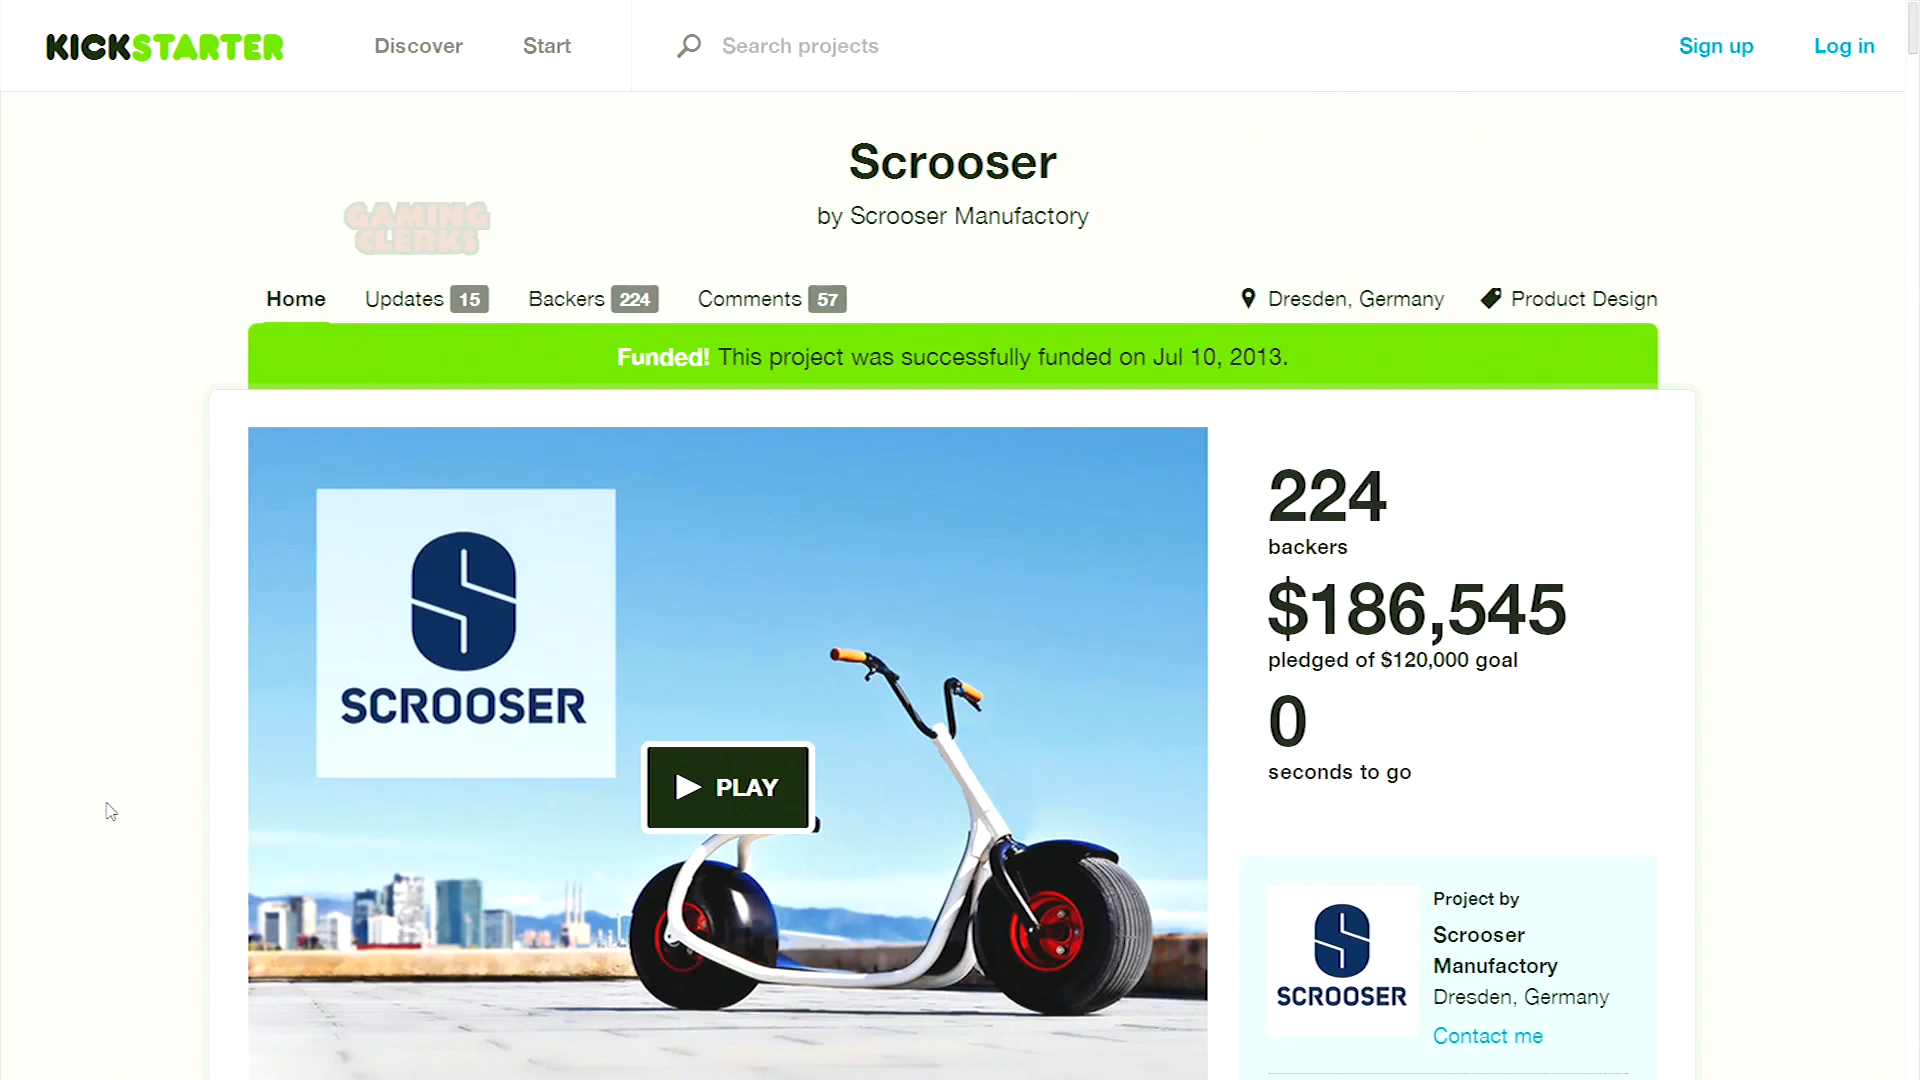 KICKSTARTER
Discover
Start
Search projects
Sign up
Log in
Scrooser
by Scrooser Manufactory
GAMING
CLERKS
Home
Updates 15
Backers 224
Comments 57
Dresden, Germany
Product Design
Funded! This project was successfully funded on Jul 10, 2013.
SCROOSER
PLAY
224
backers
$186,545
pledged of $120,000 goal
0
seconds to go
SCROOSER
Project by
Scrooser
Manufactory
Dresden, Germany
Contact me